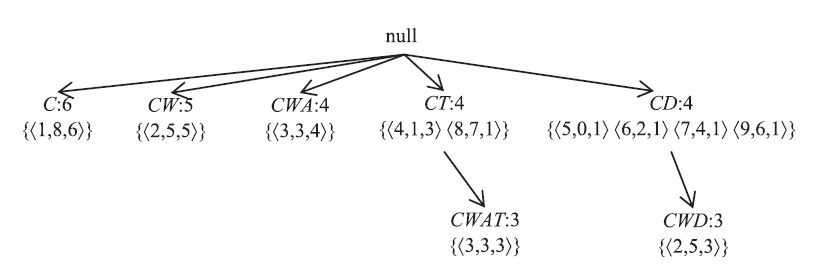 null
C:6 CW:5 CWA:4 CT:4 CD:4
{⟨1,8,6⟩} {⟨2,5,5⟩} {⟨3,3,4⟩} {⟨4,1,3⟩ ⟨8,7,1⟩} {⟨5,0,1⟩ ⟨6,2,1⟩ ⟨7,4,1⟩ ⟨9,6,1⟩}
CWAT:3 CWD:3
{⟨3,3,3⟩} {⟨2,5,3⟩}